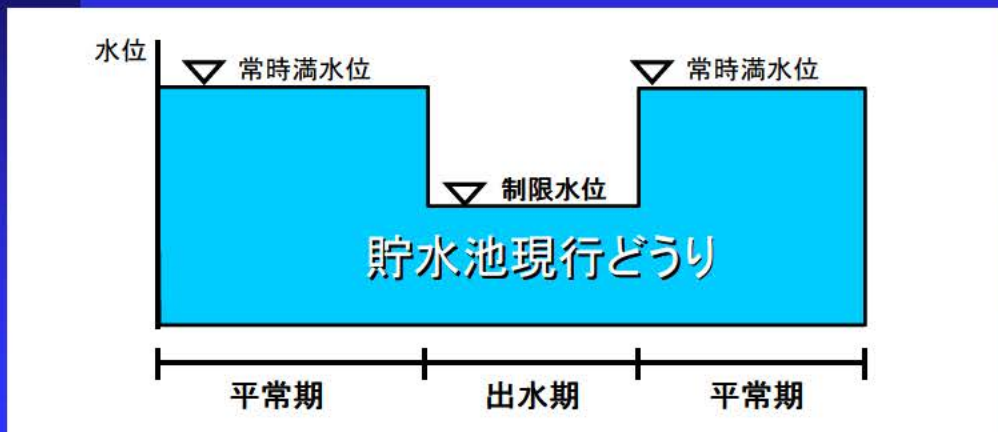 水位
常時満水位
常時満水位
制限水位
貯水池現行どうり
平常期
出水期
平常期